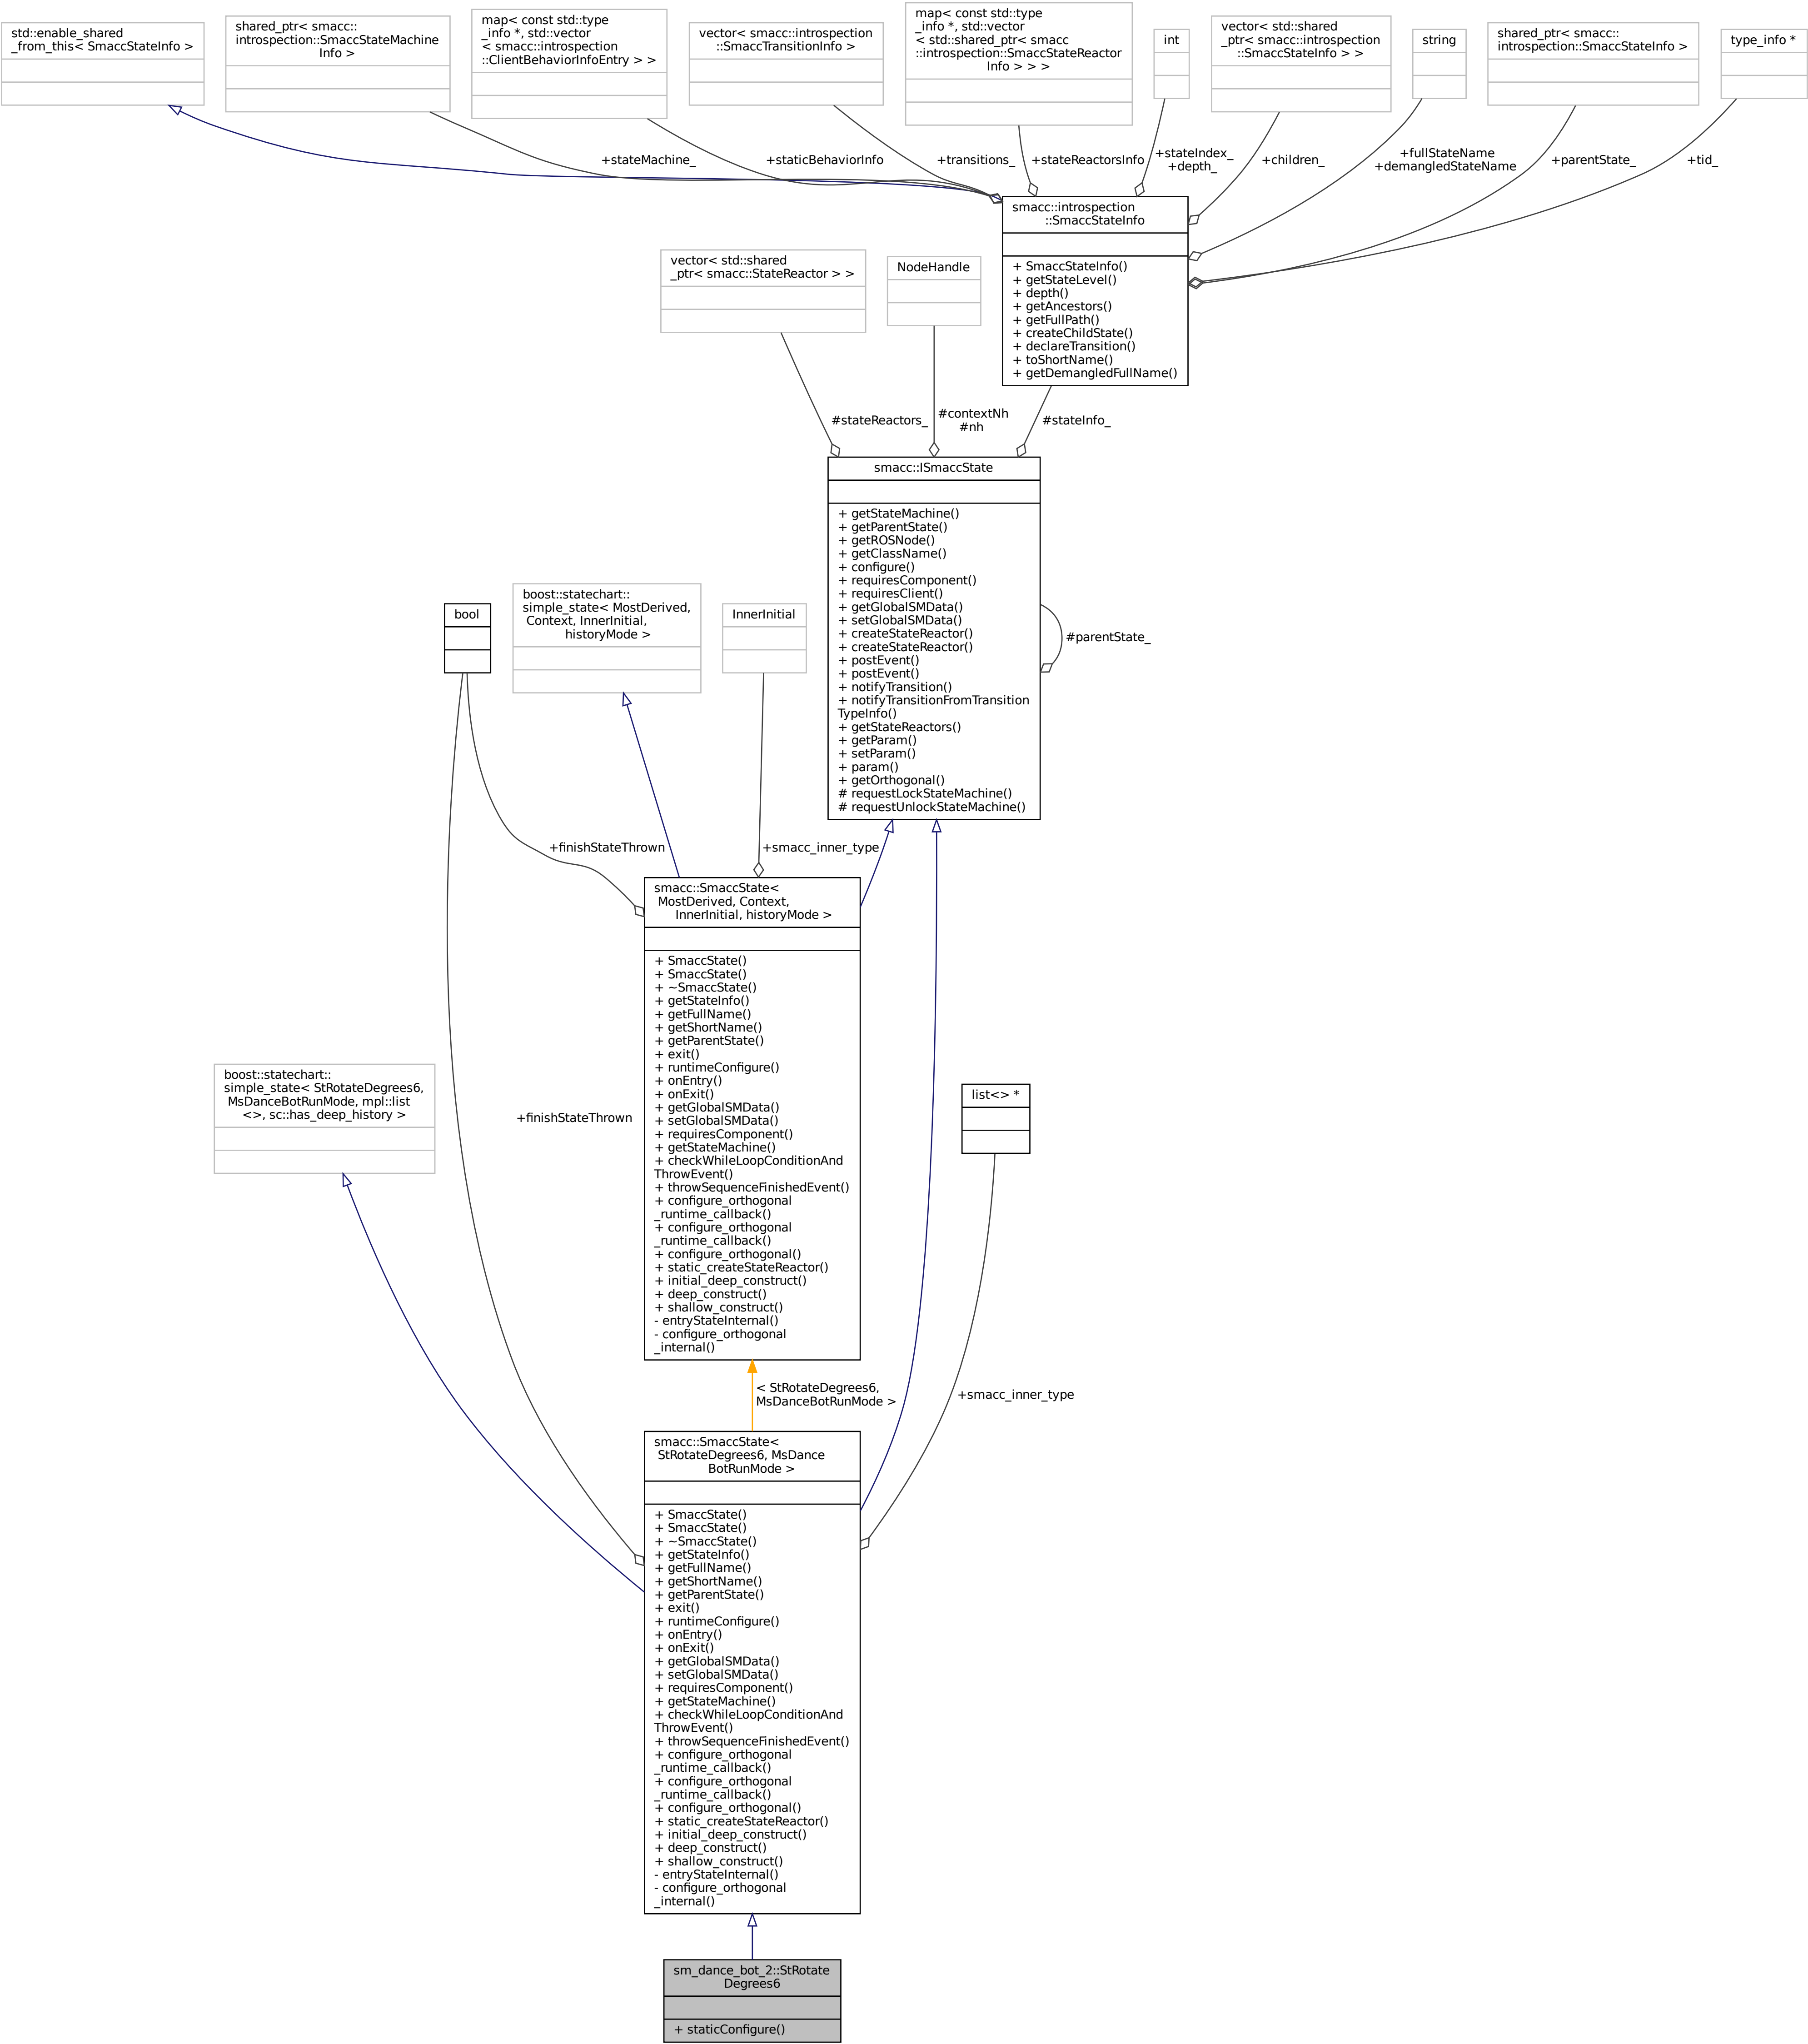 std::enable_shared
_from_this< SmaccStateInfo >
shared_ptr< smacc::
introspection::SmaccStateMachine
Info >
map< const std::type
_info *, std::vector
< smacc::introspection
::ClientBehaviorInfoEntry > >
vector< smacc::introspection
::SmaccTransitionInfo >
map< const std::type
_info *, std::vector
< std::shared_ptr< smacc
::introspection::SmaccStateReactor
Info > > >
int
vector< std::shared
_ptr< smacc::introspection
::SmaccStateInfo > >
string
shared_ptr< smacc::
introspection::SmaccStateInfo >
type_info *
+stateMachine_
+staticBehaviorInfo
+transitions_
+stateReactorsInfo
+stateIndex_
+depth_
+children_
+fullStateName
+demangledStateName
+parentState_
+tid_
smacc::introspection
::SmaccStateInfo
+ SmaccStateInfo()
+ getStateLevel()
+ depth()
+ getAncestors()
+ getFullPath()
+ createChildState()
+ declareTransition()
+ toShortName()
+ getDemangledFullName()
vector< std::shared
_ptr< smacc::StateReactor > >
NodeHandle
#stateReactors_
#contextNh
#nh
#stateInfo_
smacc::ISmaccState
+ getStateMachine()
+ getParentState()
+ getROSNode()
+ getClassName()
+ configure()
+ requiresComponent()
+ requiresClient()
+ getGlobalSMData()
+ setGlobalSMData()
+ createStateReactor()
+ createStateReactor()
+ postEvent()
+ postEvent()
+ notifyTransition()
+ notifyTransitionFromTransition
TypeInfo()
+ getStateReactors()
+ getParam()
+ setParam()
+ param()
+ getOrthogonal()
# requestLockStateMachine()
# requestUnlockStateMachine()
#parentState_
bool
boost::statechart::
simple_state< MostDerived,
Context, InnerInitial,
historyMode >
InnerInitial
+finishStateThrown
+smacc_inner_type
smacc::SmaccState<
MostDerived, Context,
InnerInitial, historyMode >
+ SmaccState()
+ SmaccState()
+ ~SmaccState()
+ getStateInfo()
+ getFullName()
+ getShortName()
+ getParentState()
+ exit()
+ runtimeConfigure()
+ onEntry()
+ onExit()
+ getGlobalSMData()
+ setGlobalSMData()
+ requiresComponent()
+ getStateMachine()
+ checkWhileLoopConditionAnd
ThrowEvent()
+ throwSequenceFinishedEvent()
+ configure_orthogonal
_runtime_callback()
+ configure_orthogonal
_runtime_callback()
+ configure_orthogonal()
+ static_createStateReactor()
+ initial_deep_construct()
+ deep_construct()
+ shallow_construct()
- entryStateInternal()
- configure_orthogonal
_internal()
boost::statechart::
simple_state< StRotateDegrees6,
MsDanceBotRunMode, mpl::list
<>, sc::has_deep_history >
+finishStateThrown
list<> *
< StRotateDegrees6,
MsDanceBotRunMode >
+smacc_inner_type
smacc::SmaccState<
StRotateDegrees6, MsDance
BotRunMode >
+ SmaccState()
+ SmaccState()
+ ~SmaccState()
+ getStateInfo()
+ getFullName()
+ getShortName()
+ getParentState()
+ exit()
+ runtimeConfigure()
+ onEntry()
+ onExit()
+ getGlobalSMData()
+ setGlobalSMData()
+ requiresComponent()
+ getStateMachine()
+ checkWhileLoopConditionAnd
ThrowEvent()
+ throwSequenceFinishedEvent()
+ configure_orthogonal
_runtime_callback()
+ configure_orthogonal
_runtime_callback()
+ configure_orthogonal()
+ static_createStateReactor()
+ initial_deep_construct()
+ deep_construct()
+ shallow_construct()
- entryStateInternal()
- configure_orthogonal
_internal()
sm_dance_bot_2::StRotate
Degrees6
+ staticConfigure()